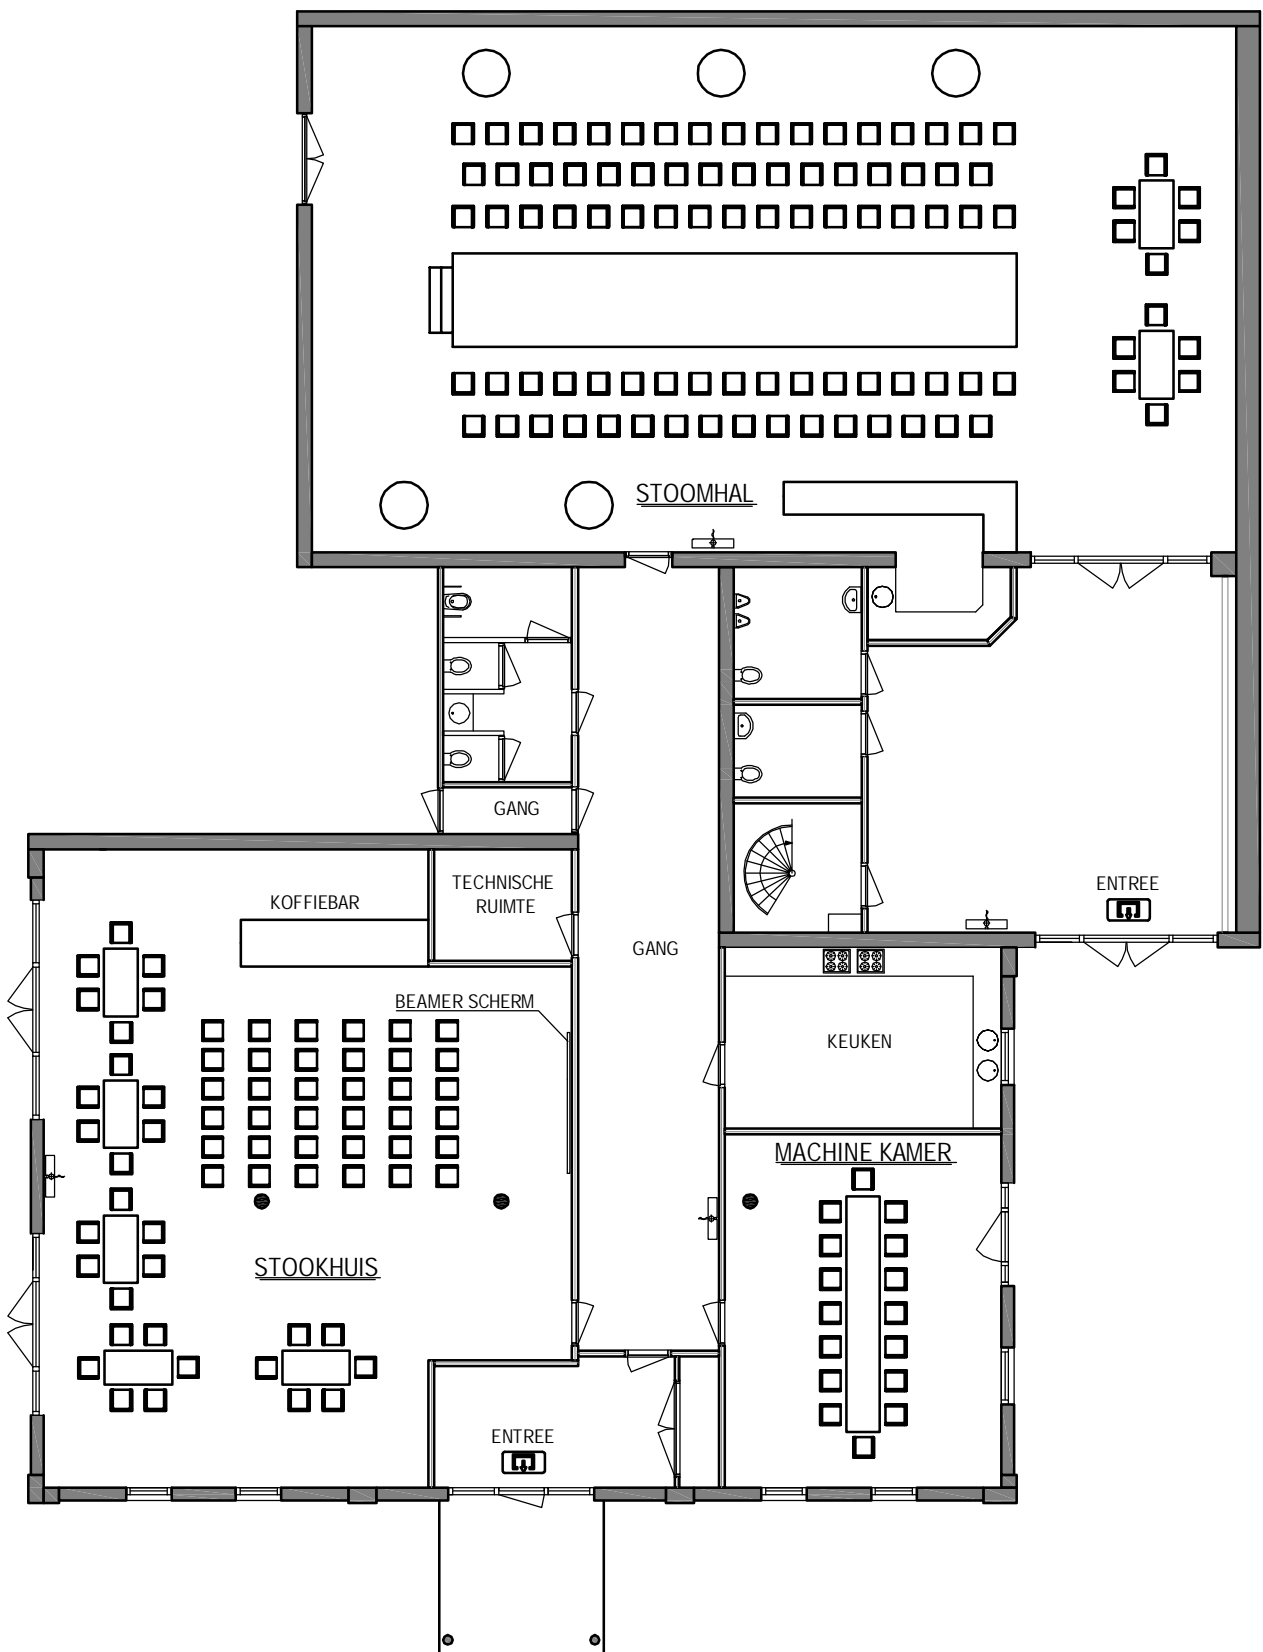 STOOMHAL
GANG
ENTREE
KOFFIEBAR
TECHNISCHE
RUIMTE
GANG
BEAMER SCHERM
KEUKEN
MACHINE KAMER
STOOKHUIS
ENTREE